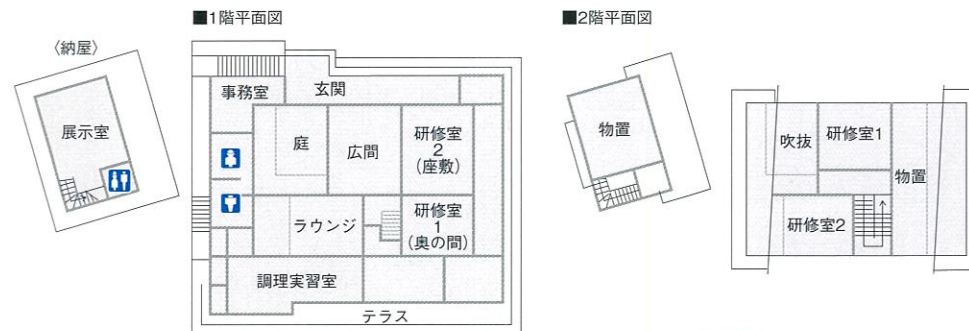 ■1階平面図
■2階平面図
〈納屋〉
展示室
事務室
玄関
庭
広間
研修室
2
(座敷)
ラウンジ
研修室
1
(奥の間)
調理実習室
テラス
物置
吹抜
研修室1
物置
研修室2